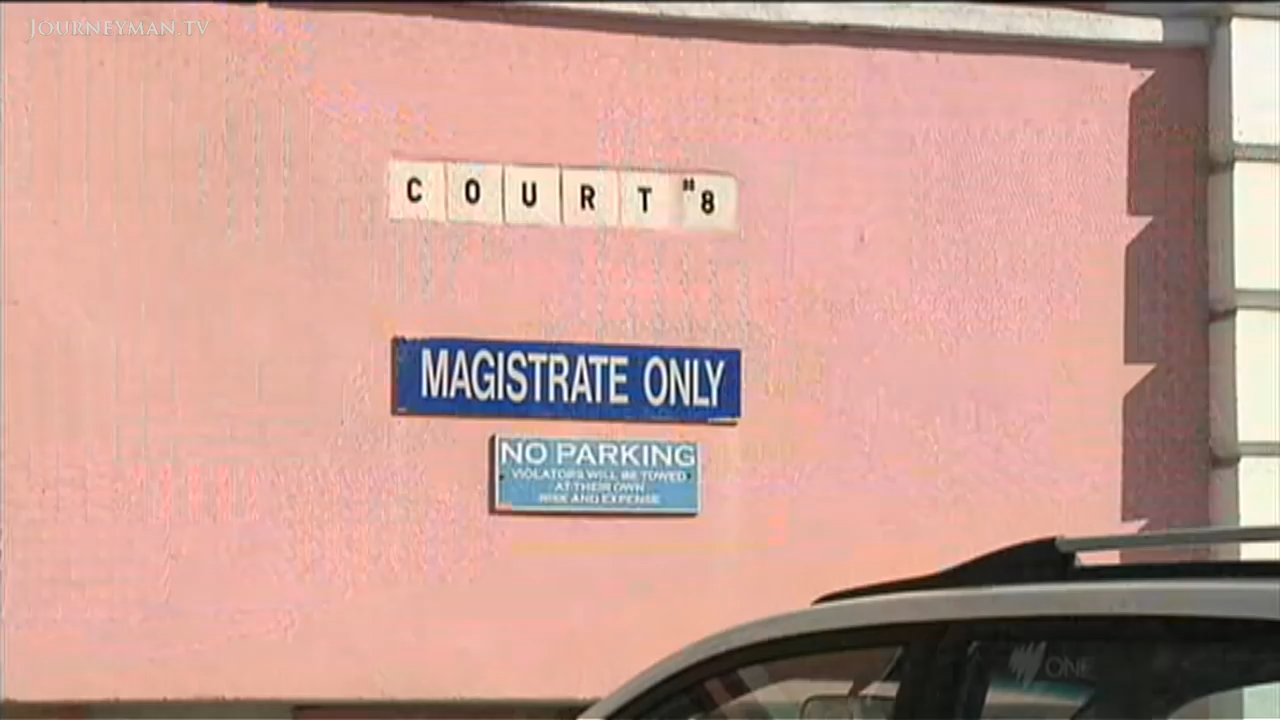 JOURNEYMAN.TV
COURT "8
MAGISTRATE ONLY
NO PARKING
VIOLATORS WILL BE TOWED
AT THEIR OWN
RISK AND EXPENSE
ONE